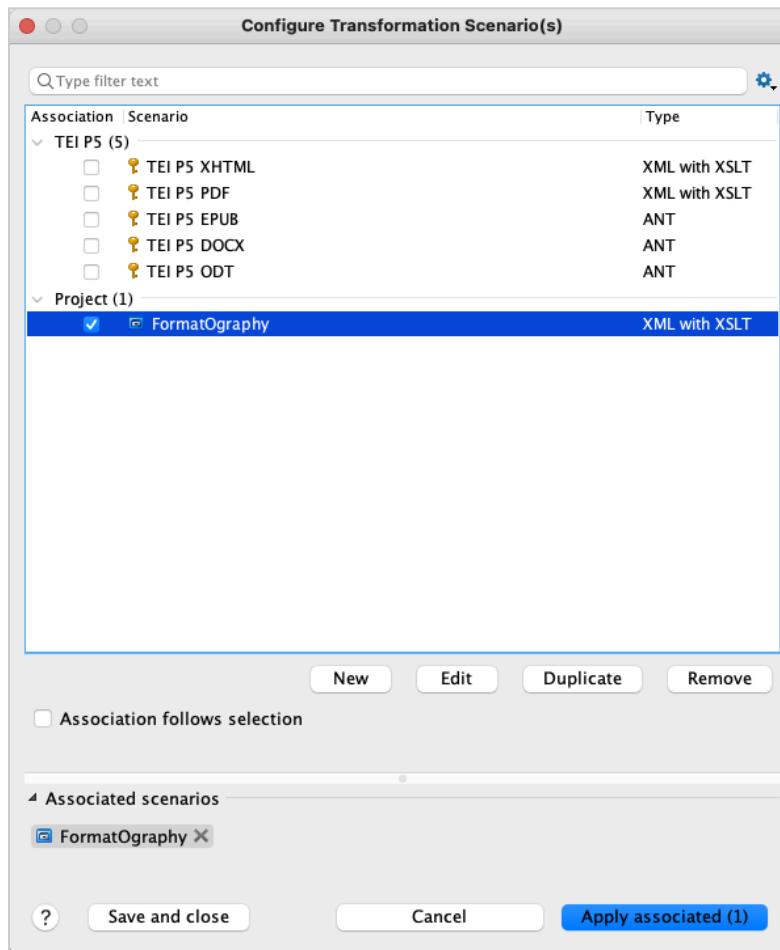 Configure Transformation Scenario(s)
Type filter text
Association Scenario Type
TEI P5 (5)
TEI P5 XHTML XML with XSLT
TEI P5 PDF XML with XSLT
TEI P5 EPUB ANT
TEI P5 DOCX ANT
TEI P5 ODT ANT
Project (1)
FormatOgraphy XML with XSLT
New Edit Duplicate Remove
Association follows selection
Associated scenarios
FormatOgraphy
? Save and close Cancel Apply associated (1)